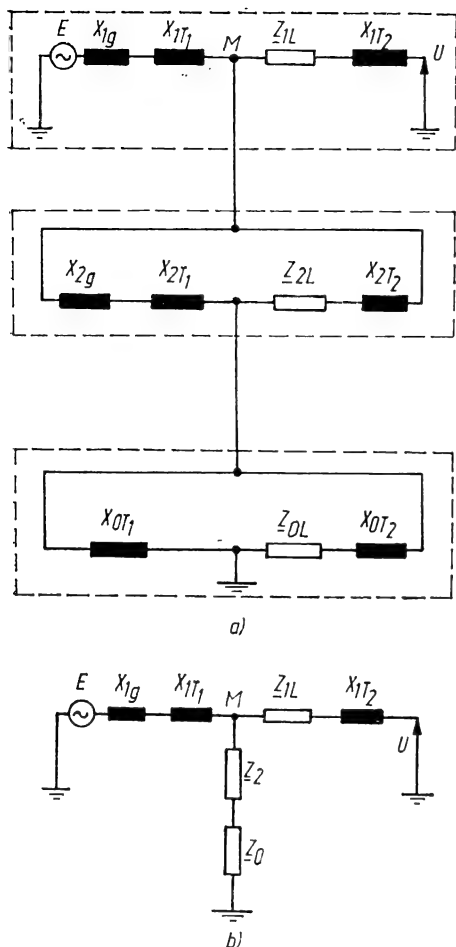 E X1g X1T1 M Z1L X1T2 U
X2g X2T1 Z2L X2T2
X0T1 Z0L X0T2
a)
E X1g X1T1 M Z1L X1T2
U
Z2
Z0
b)